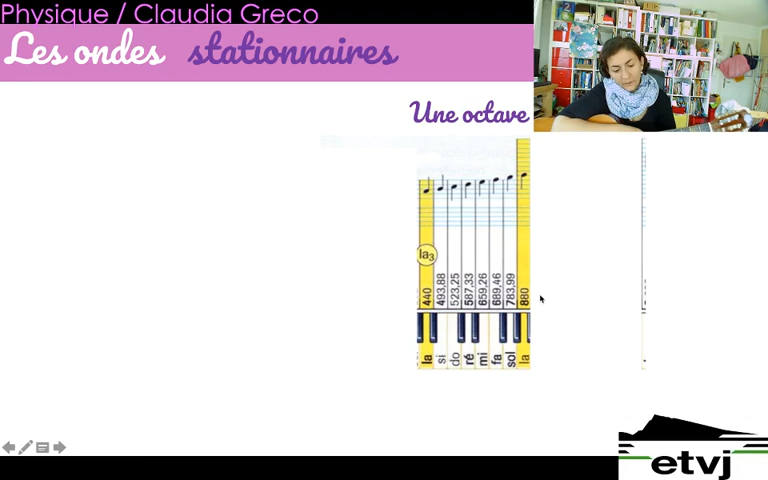 Physique / Claudia Greco
Les ondes stationnaires
Une octave
la3
440
493,88
523,25
587,33
659,26
689,46
783,99
880
la
si
do
ré
mi
fa
sol
la
etvj